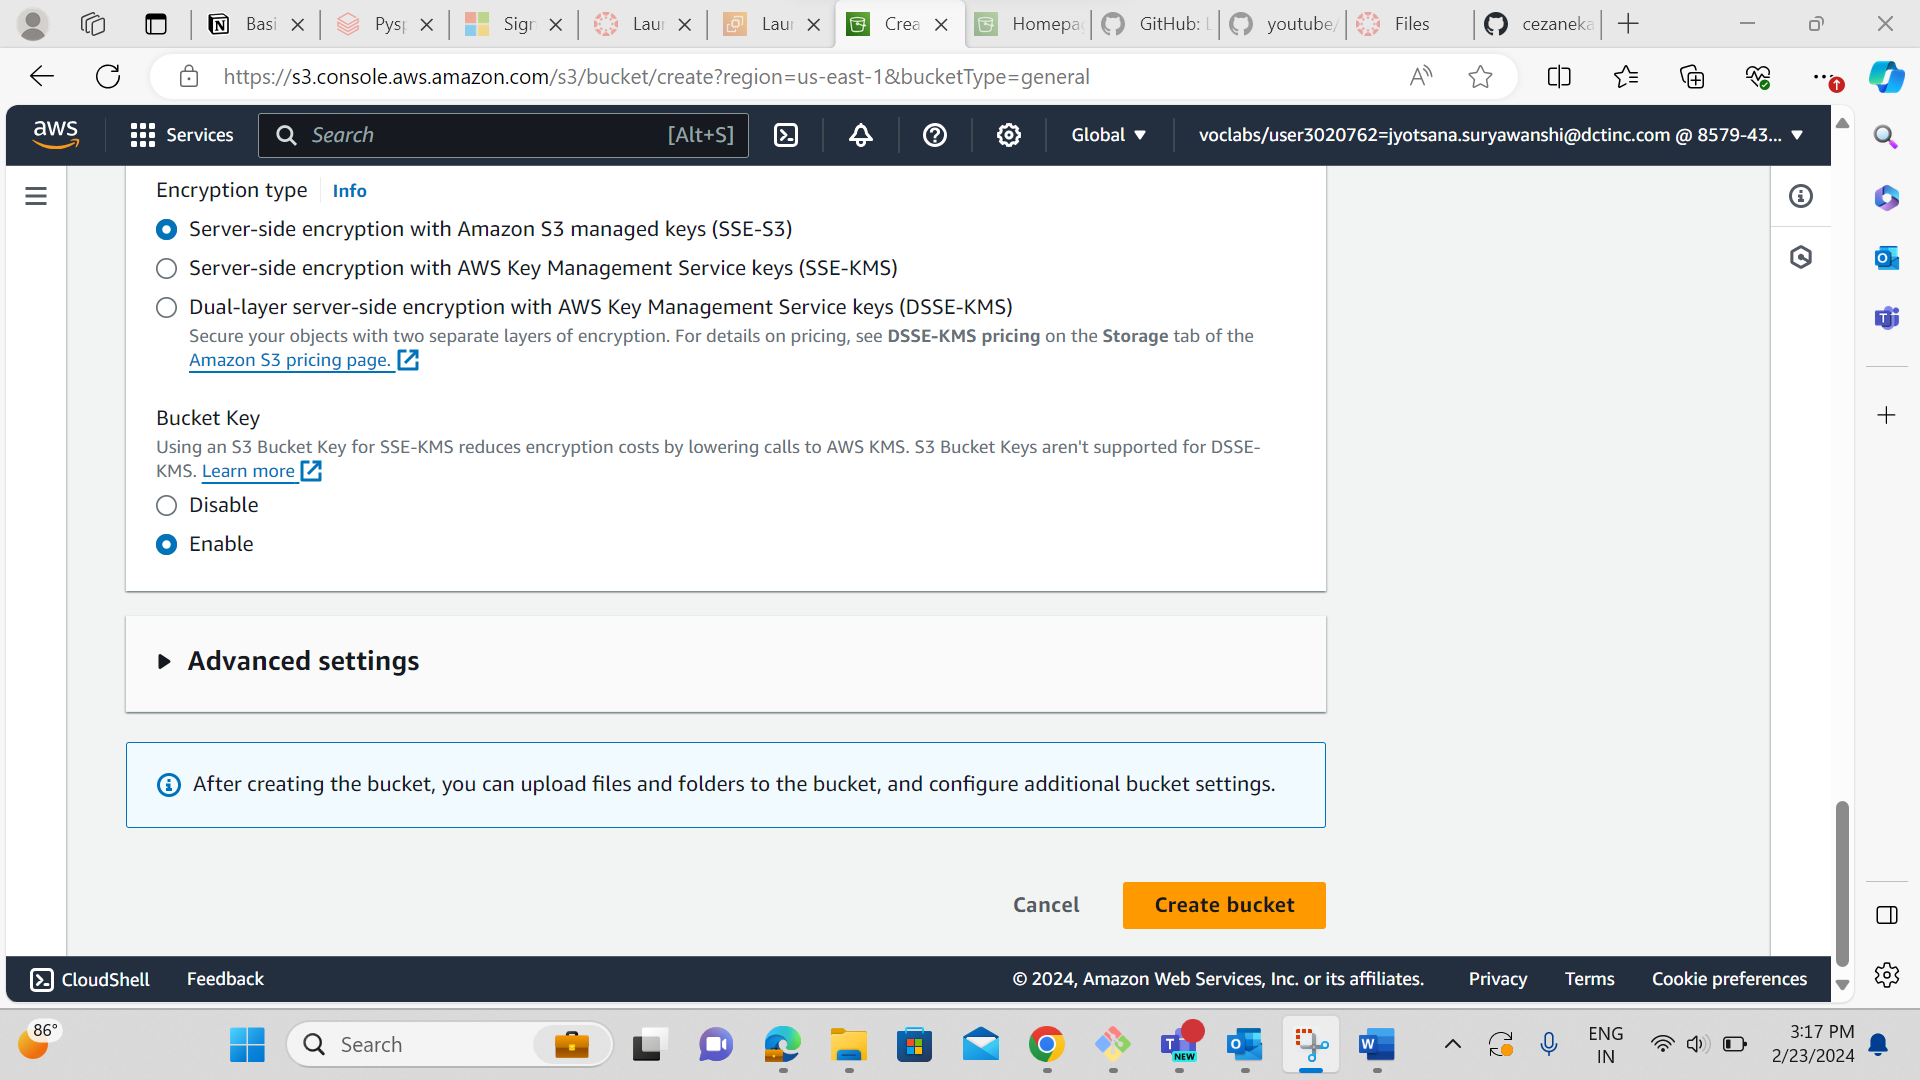 Basi
Pysp
Sign
Laun
Laun
Crea
Homepa
GitHub: L
youtube/
Files
cezaneka
https://s3.console.aws.amazon.com/s3/bucket/create?region=us-east-1&bucketType=general
aws
Services
Search
[Alt+S]
Global
voclabs/user3020762=jyotsana.suryawanshi@dctinc.com @ 8579-43...
Encryption type
Info
Server-side encryption with Amazon S3 managed keys (SSE-S3)
Server-side encryption with AWS Key Management Service keys (SSE-KMS)
Dual-layer server-side encryption with AWS Key Management Service keys (DSSE-KMS)
Secure your objects with two separate layers of encryption. For details on pricing, see DSSE-KMS pricing on the Storage tab of the
Amazon S3 pricing page.
Bucket Key
Using an S3 Bucket Key for SSE-KMS reduces encryption costs by lowering calls to AWS KMS. S3 Bucket Keys aren't supported for DSSE-
KMS. Learn more
Disable
Enable
Advanced settings
After creating the bucket, you can upload files and folders to the bucket, and configure additional bucket settings.
Cancel
Create bucket
CloudShell
Feedback
© 2024, Amazon Web Services, Inc. or its affiliates.
Privacy
Terms
Cookie preferences
86°
Search
NEW
ENG
IN
3:17 PM
2/23/2024